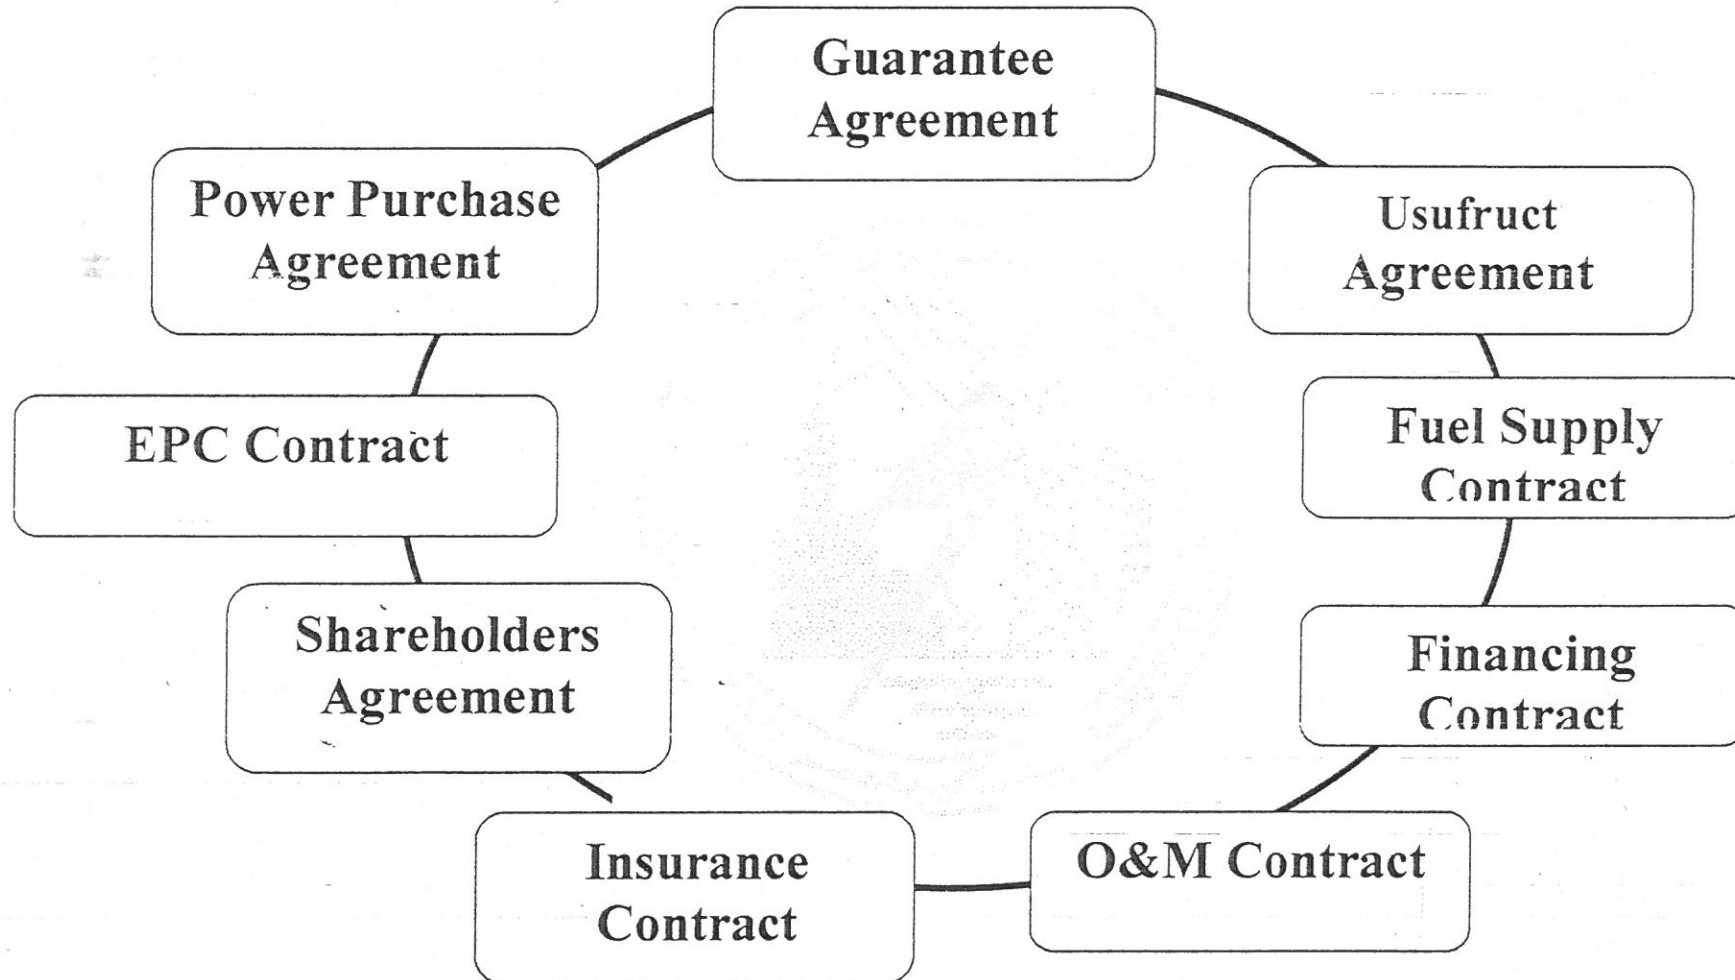 Guarantee
Agreement
Power Purchase
Agreement
Usufruct
Agreement
EPC Contract
Fuel Supply
Contract
Shareholders
Agreement
Financing
Contract
Insurance
Contract
O&M Contract